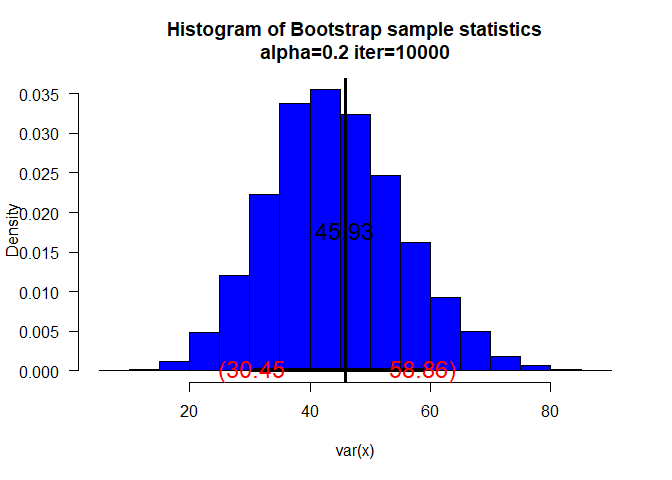 Histogram of Bootstrap sample statistics
alpha=0.2 iter=10000
Density
0.035
0.030
0.025
0.020
0.015
0.010
0.005
0.000
45.93
(30.45 58.86)
20 40 60 80
var(x)